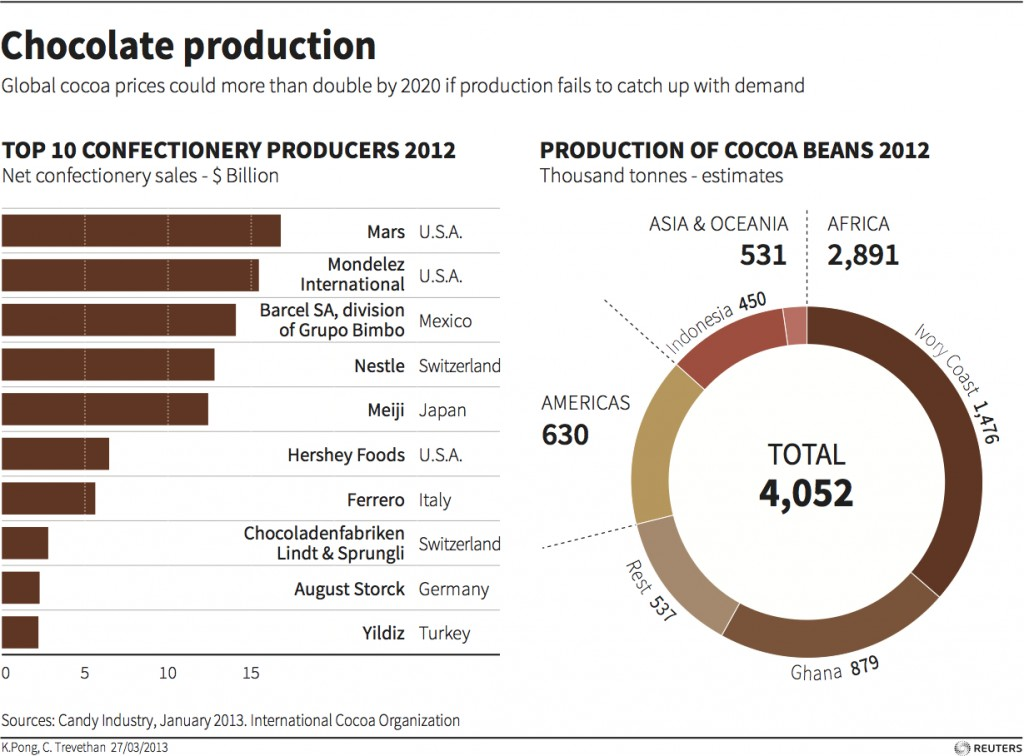 Chocolate production
Global cocoa prices could more than double by 2020 if production fails to catch up with demand
TOP 10 CONFECTIONERY PRODUCERS 2012
Net confectionery sales - $ Billion
Mars U.S.A.
Mondelez
International U.S.A.
Barcel SA, division
of Grupo Bimbo Mexico
Nestle Switzerland
Meiji Japan
Hershey Foods U.S.A.
Ferrero Italy
Chocoladenfabriken
Lindt & Sprungli Switzerland
August Storck Germany
Yildiz Turkey
0 5 10 15
PRODUCTION OF COCOA BEANS 2012
Thousand tonnes - estimates
ASIA & OCEANIA
531
AFRICA
2,891
Indonesia 450
Ivory Coast 1,476
AMERICAS
630
TOTAL
4,052
Rest 537
Ghana 879
Sources: Candy Industry, January 2013. International Cocoa Organization
K.Pong, C. Trevethan 27/03/2013
REUTERS